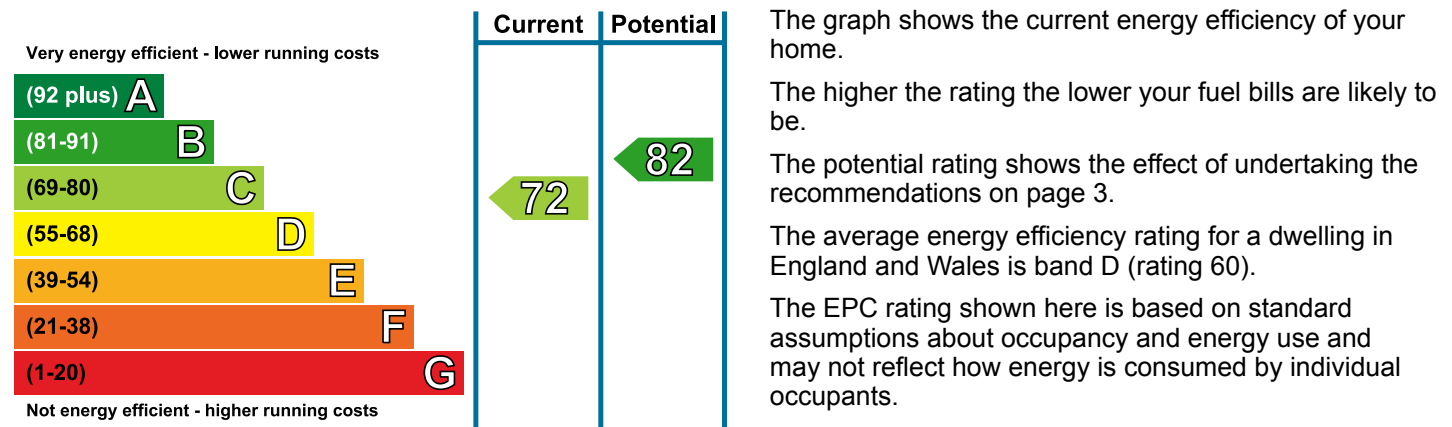 Current Potential
Very energy efficient - lower running costs
(92 plus) A
(81-91) B
(69-80) C
(55-68) D
(39-54) E
(21-38) F
(1-20) G
Not energy efficient - higher running costs
72
82
The graph shows the current energy efficiency of your
home.
The higher the rating the lower your fuel bills are likely to
be.
The potential rating shows the effect of undertaking the
recommendations on page 3.
The average energy efficiency rating for a dwelling in
England and Wales is band D (rating 60).
The EPC rating shown here is based on standard
assumptions about occupancy and energy use and
may not reflect how energy is consumed by individual
occupants.